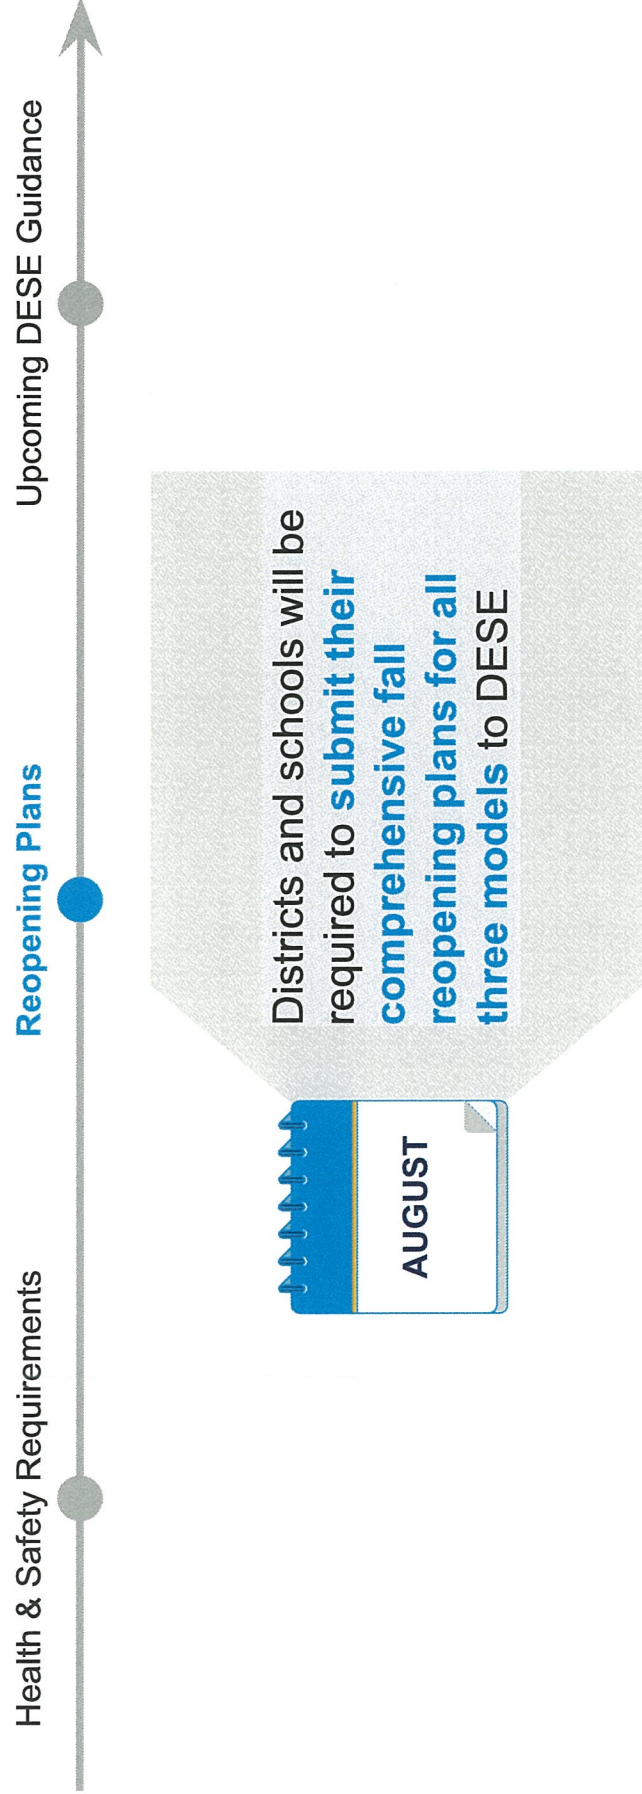 Health & Safety Requirements
Reopening Plans
Upcoming DESE Guidance
AUGUST
Districts and schools will be
required to submit their
comprehensive fall
reopening plans for all
three models to DESE